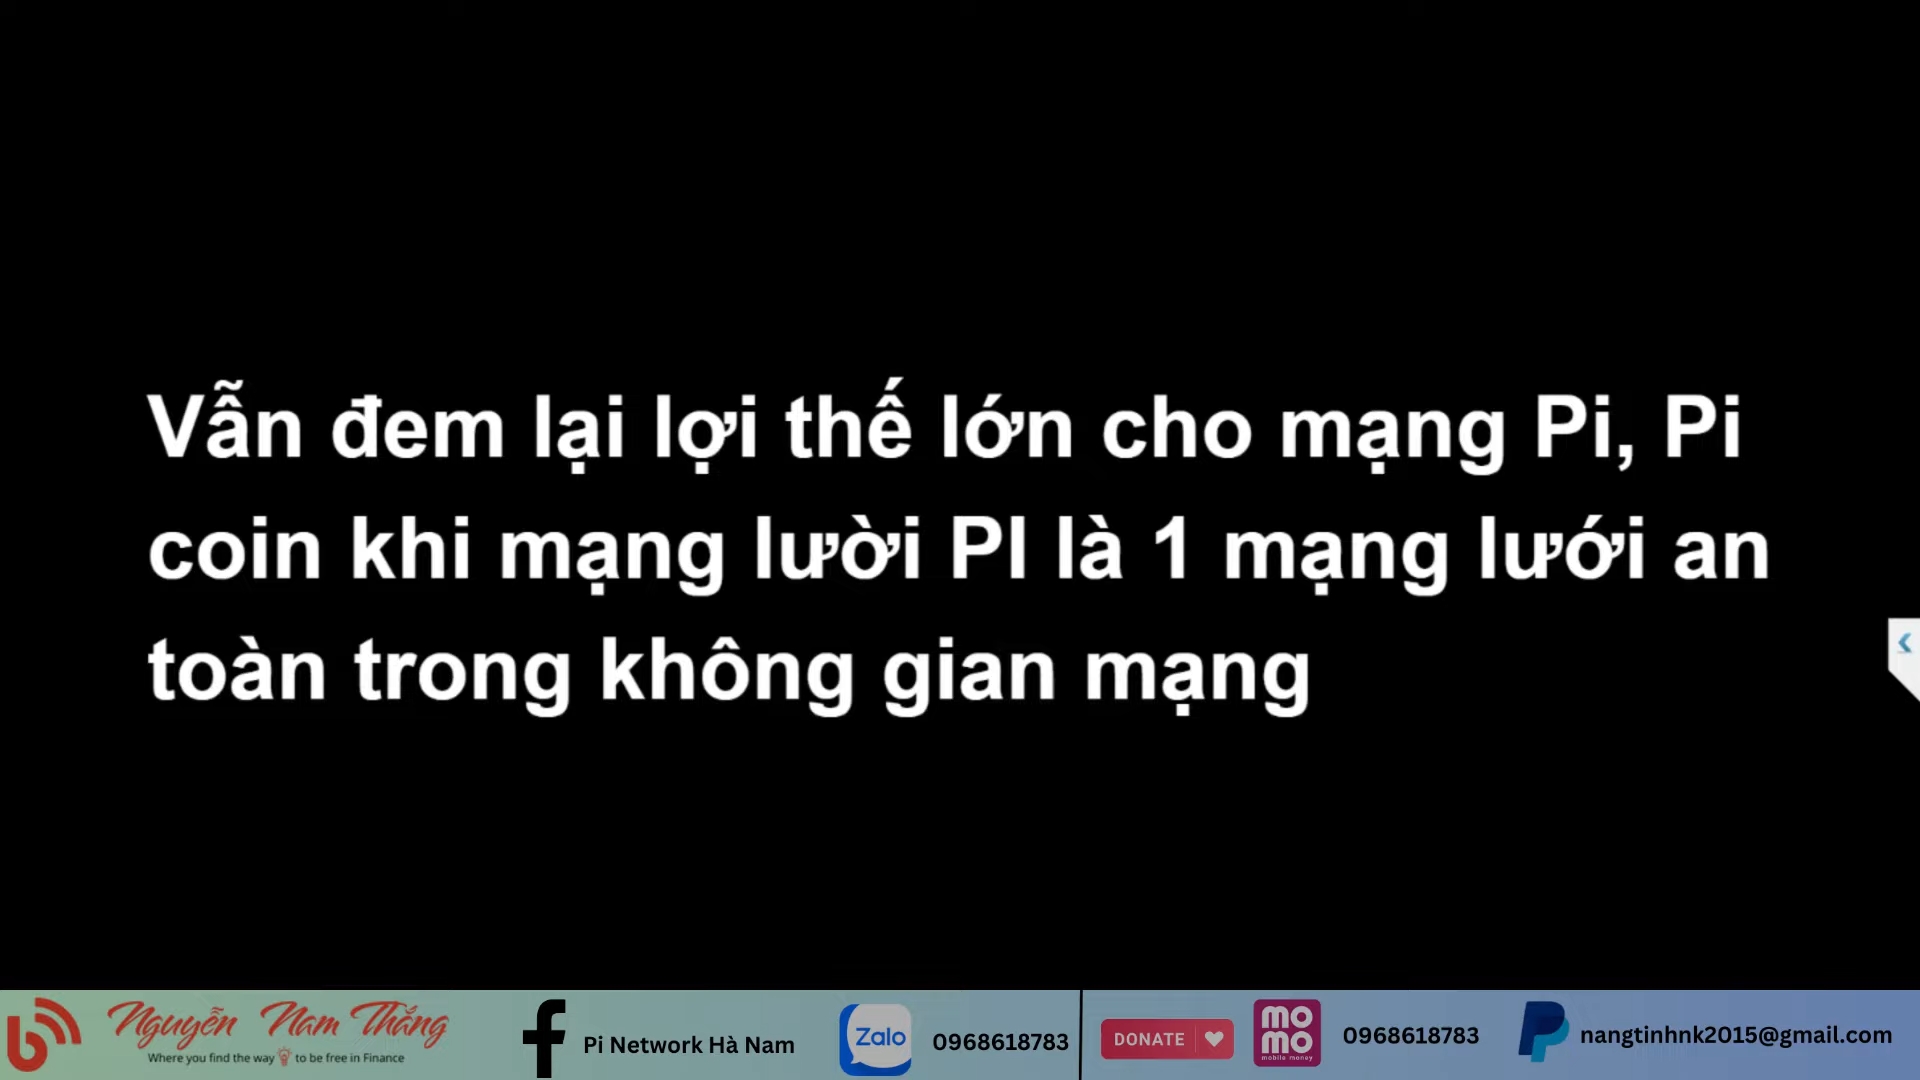 Vẫn đem lại lợi thế lớn cho mạng Pi, Pi
coin khi mạng lười PI là 1 mạng lưới an
toàn trong không gian mạng
Nguyễn Nam Thắng
Where you find the way to be free in Finance
Pi Network Hà Nam
Zalo
0968618783
DONATE
mo
mo
mobile money
0968618783
nangtinhnk2015@gmail.com